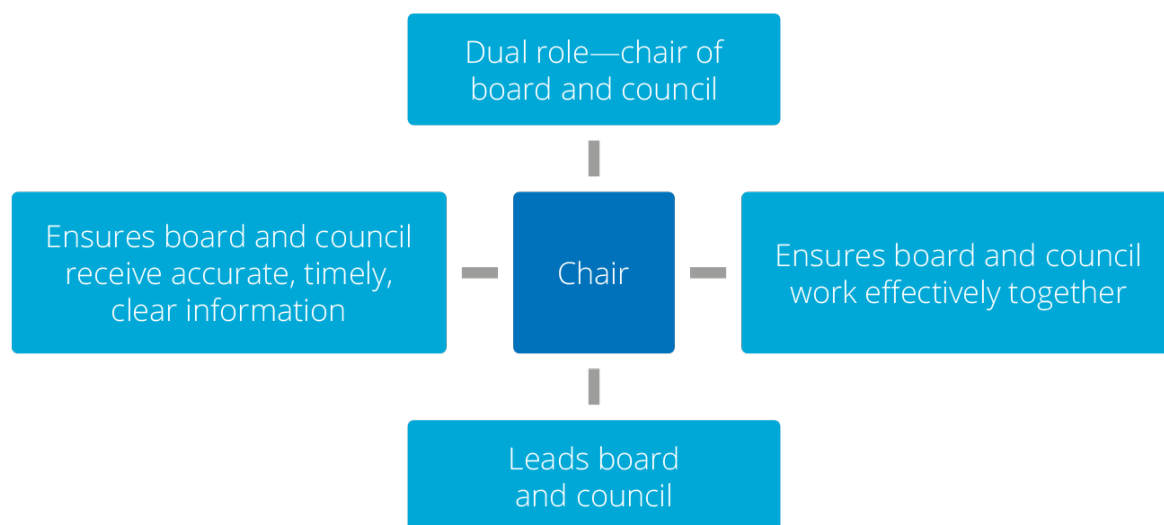 Dual role—chair of
board and council
Ensures board and council
receive accurate, timely,
clear information
Chair
Ensures board and council
work effectively together
Leads board
and council